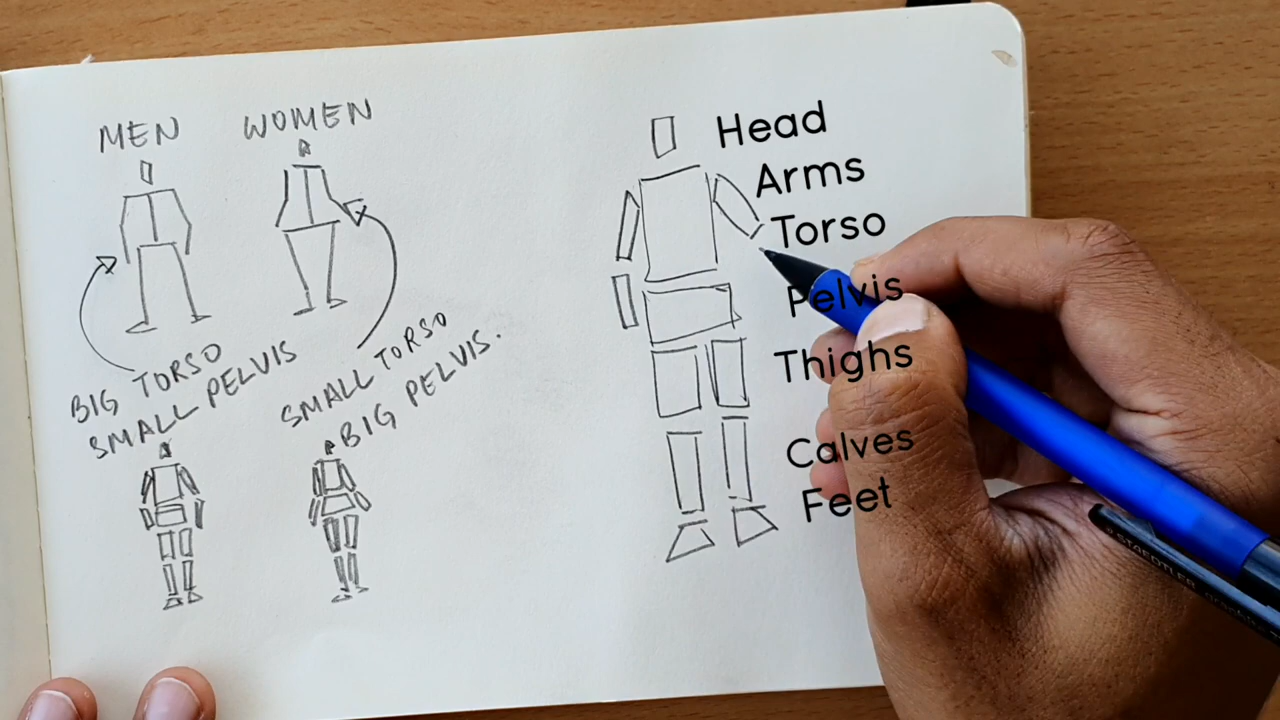 MEN
WOMEN
BIG TORSO
SMALL PELVIS
SMALL TORSO
BIG PELVIS.
Head
Arms
Torso
Pelvis
Thighs
Calves
Feet
STAEDTLER